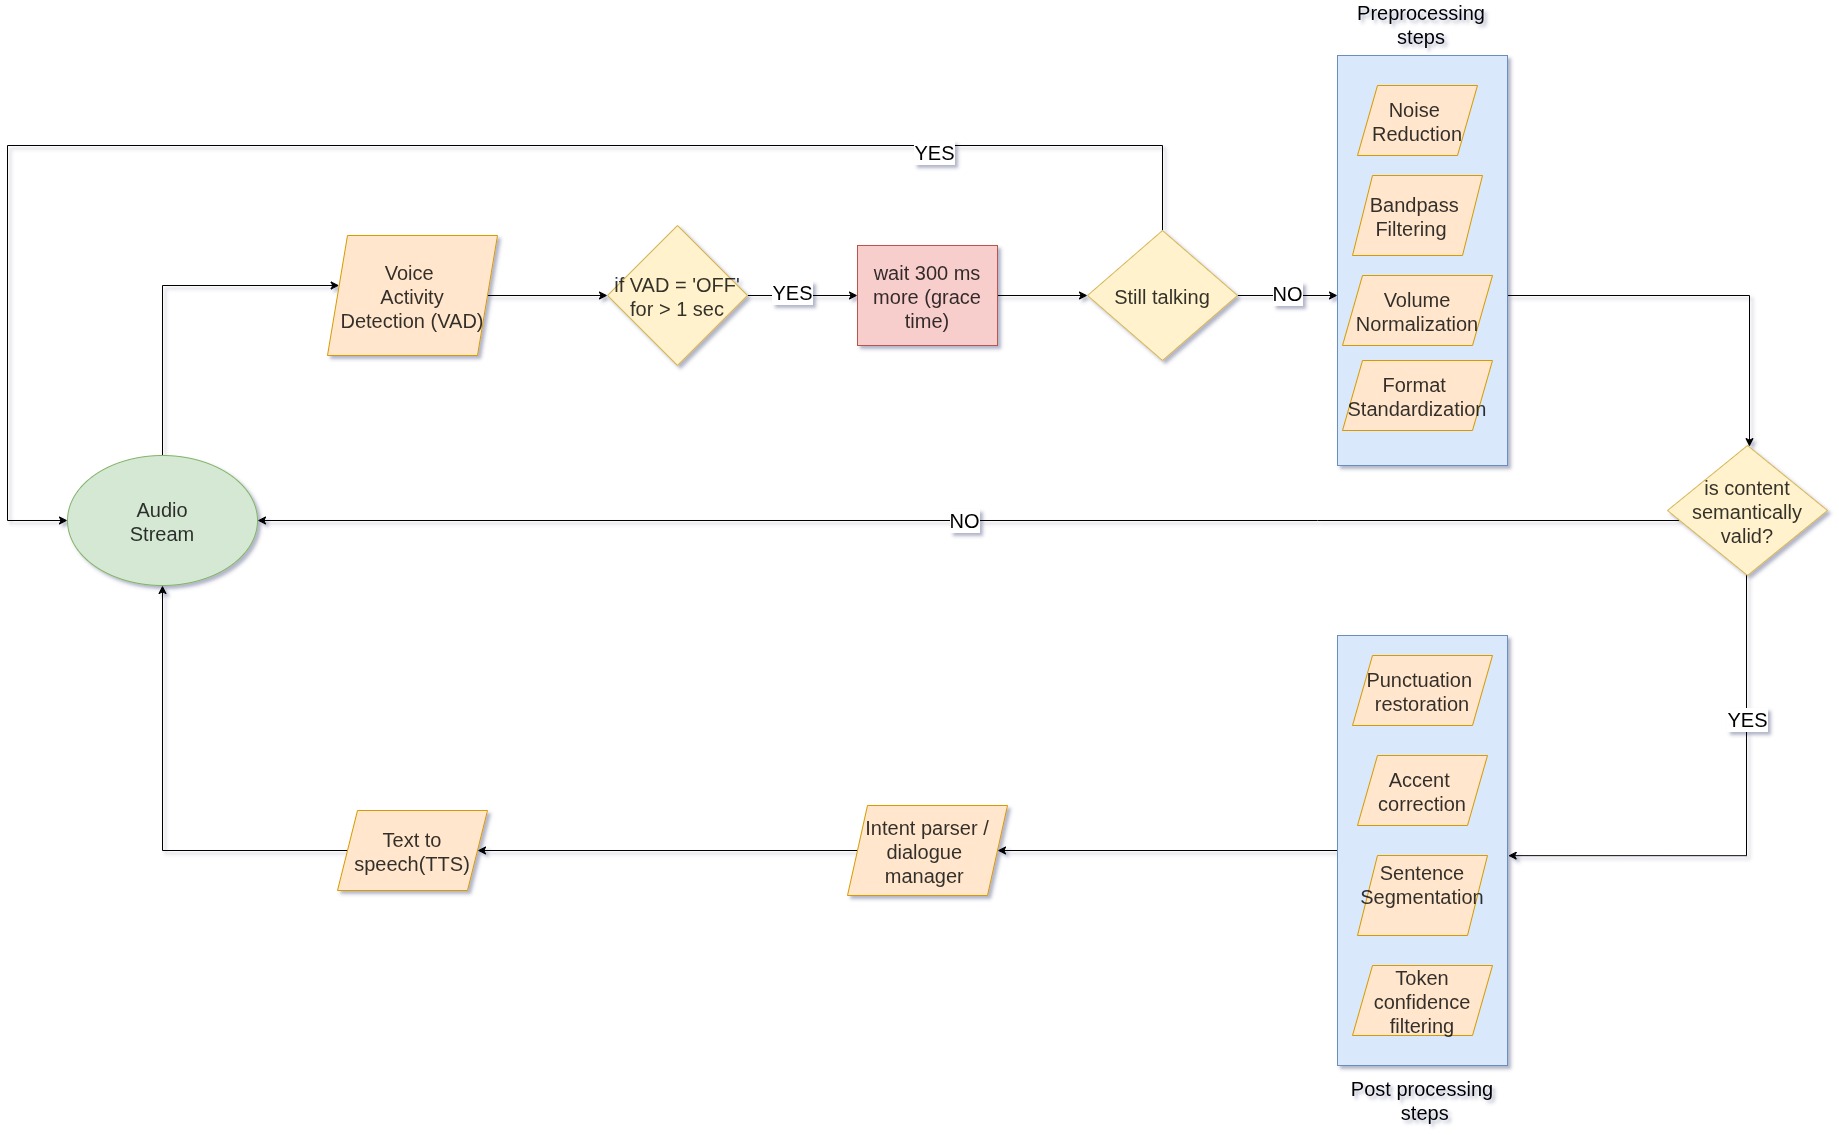 Preprocessing
steps
Noise
Reduction
Bandpass
Filtering
Volume
Normalization
Format
Standardization
YES
Voice
Activity
Detection (VAD)
if VAD = 'OFF'
for > 1 sec
YES
wait 300 ms
more (grace
time)
Still talking
NO
Audio
Stream
NO
is content
semantically
valid?
YES
Punctuation
restoration
Accent
correction
Sentence
Segmentation
Token
confidence
filtering
Post processing
steps
Intent parser /
dialogue
manager
Text to
speech(TTS)